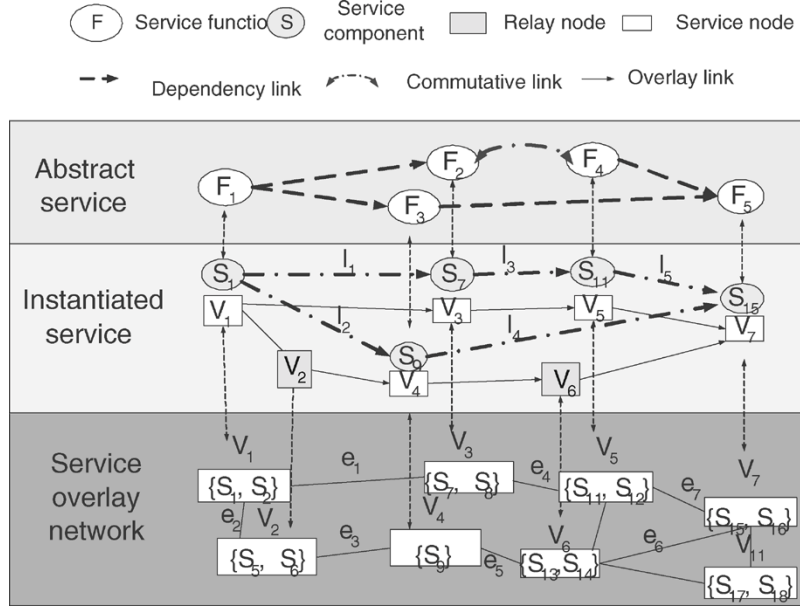 F Service functio S Service component Relay node Service node
Dependency link Commutative link Overlay link
Abstract service
F1 F2 F3 F4 F5
Instantiated service
S1 l1 S7 l3 S11 l5 S15
V1 l2 V3 V5 l4 V7
S9
V2 V4 V6
Service overlay network
V1 V3 V5 V7
{S1, S2} e1 {S7, S8} e4 {S11, S12} e7 {S15, S16}
e2 V2 V4 V6 V11
{S5, S6} e3 {S9} e5 {S13, S14} e6 {S17, S18}